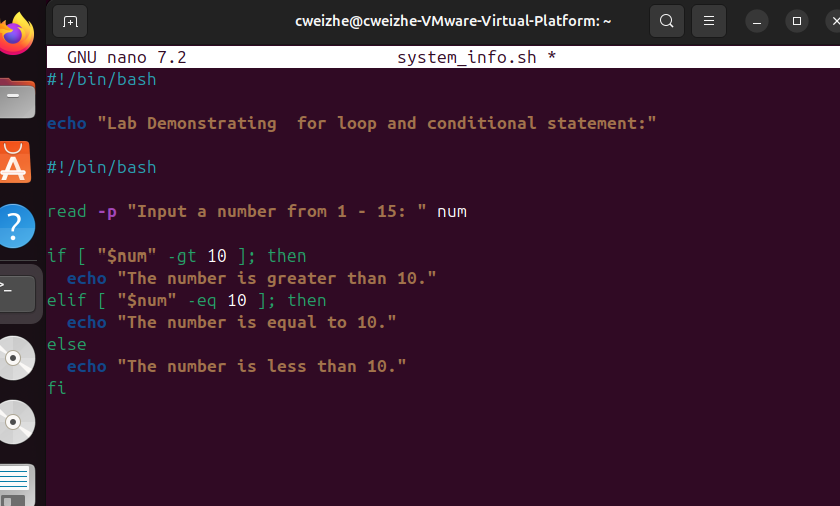 cweizhe@cweizhe-VMware-Virtual-Platform: ~
GNU nano 7.2 system_info.sh *
#!/bin/bash
echo "Lab Demonstrating  for loop and conditional statement:"
#!/bin/bash
read -p "Input a number from 1 - 15: " num
if [ "$num" -gt 10 ]; then
  echo "The number is greater than 10."
elif [ "$num" -eq 10 ]; then
  echo "The number is equal to 10."
else
  echo "The number is less than 10."
fi